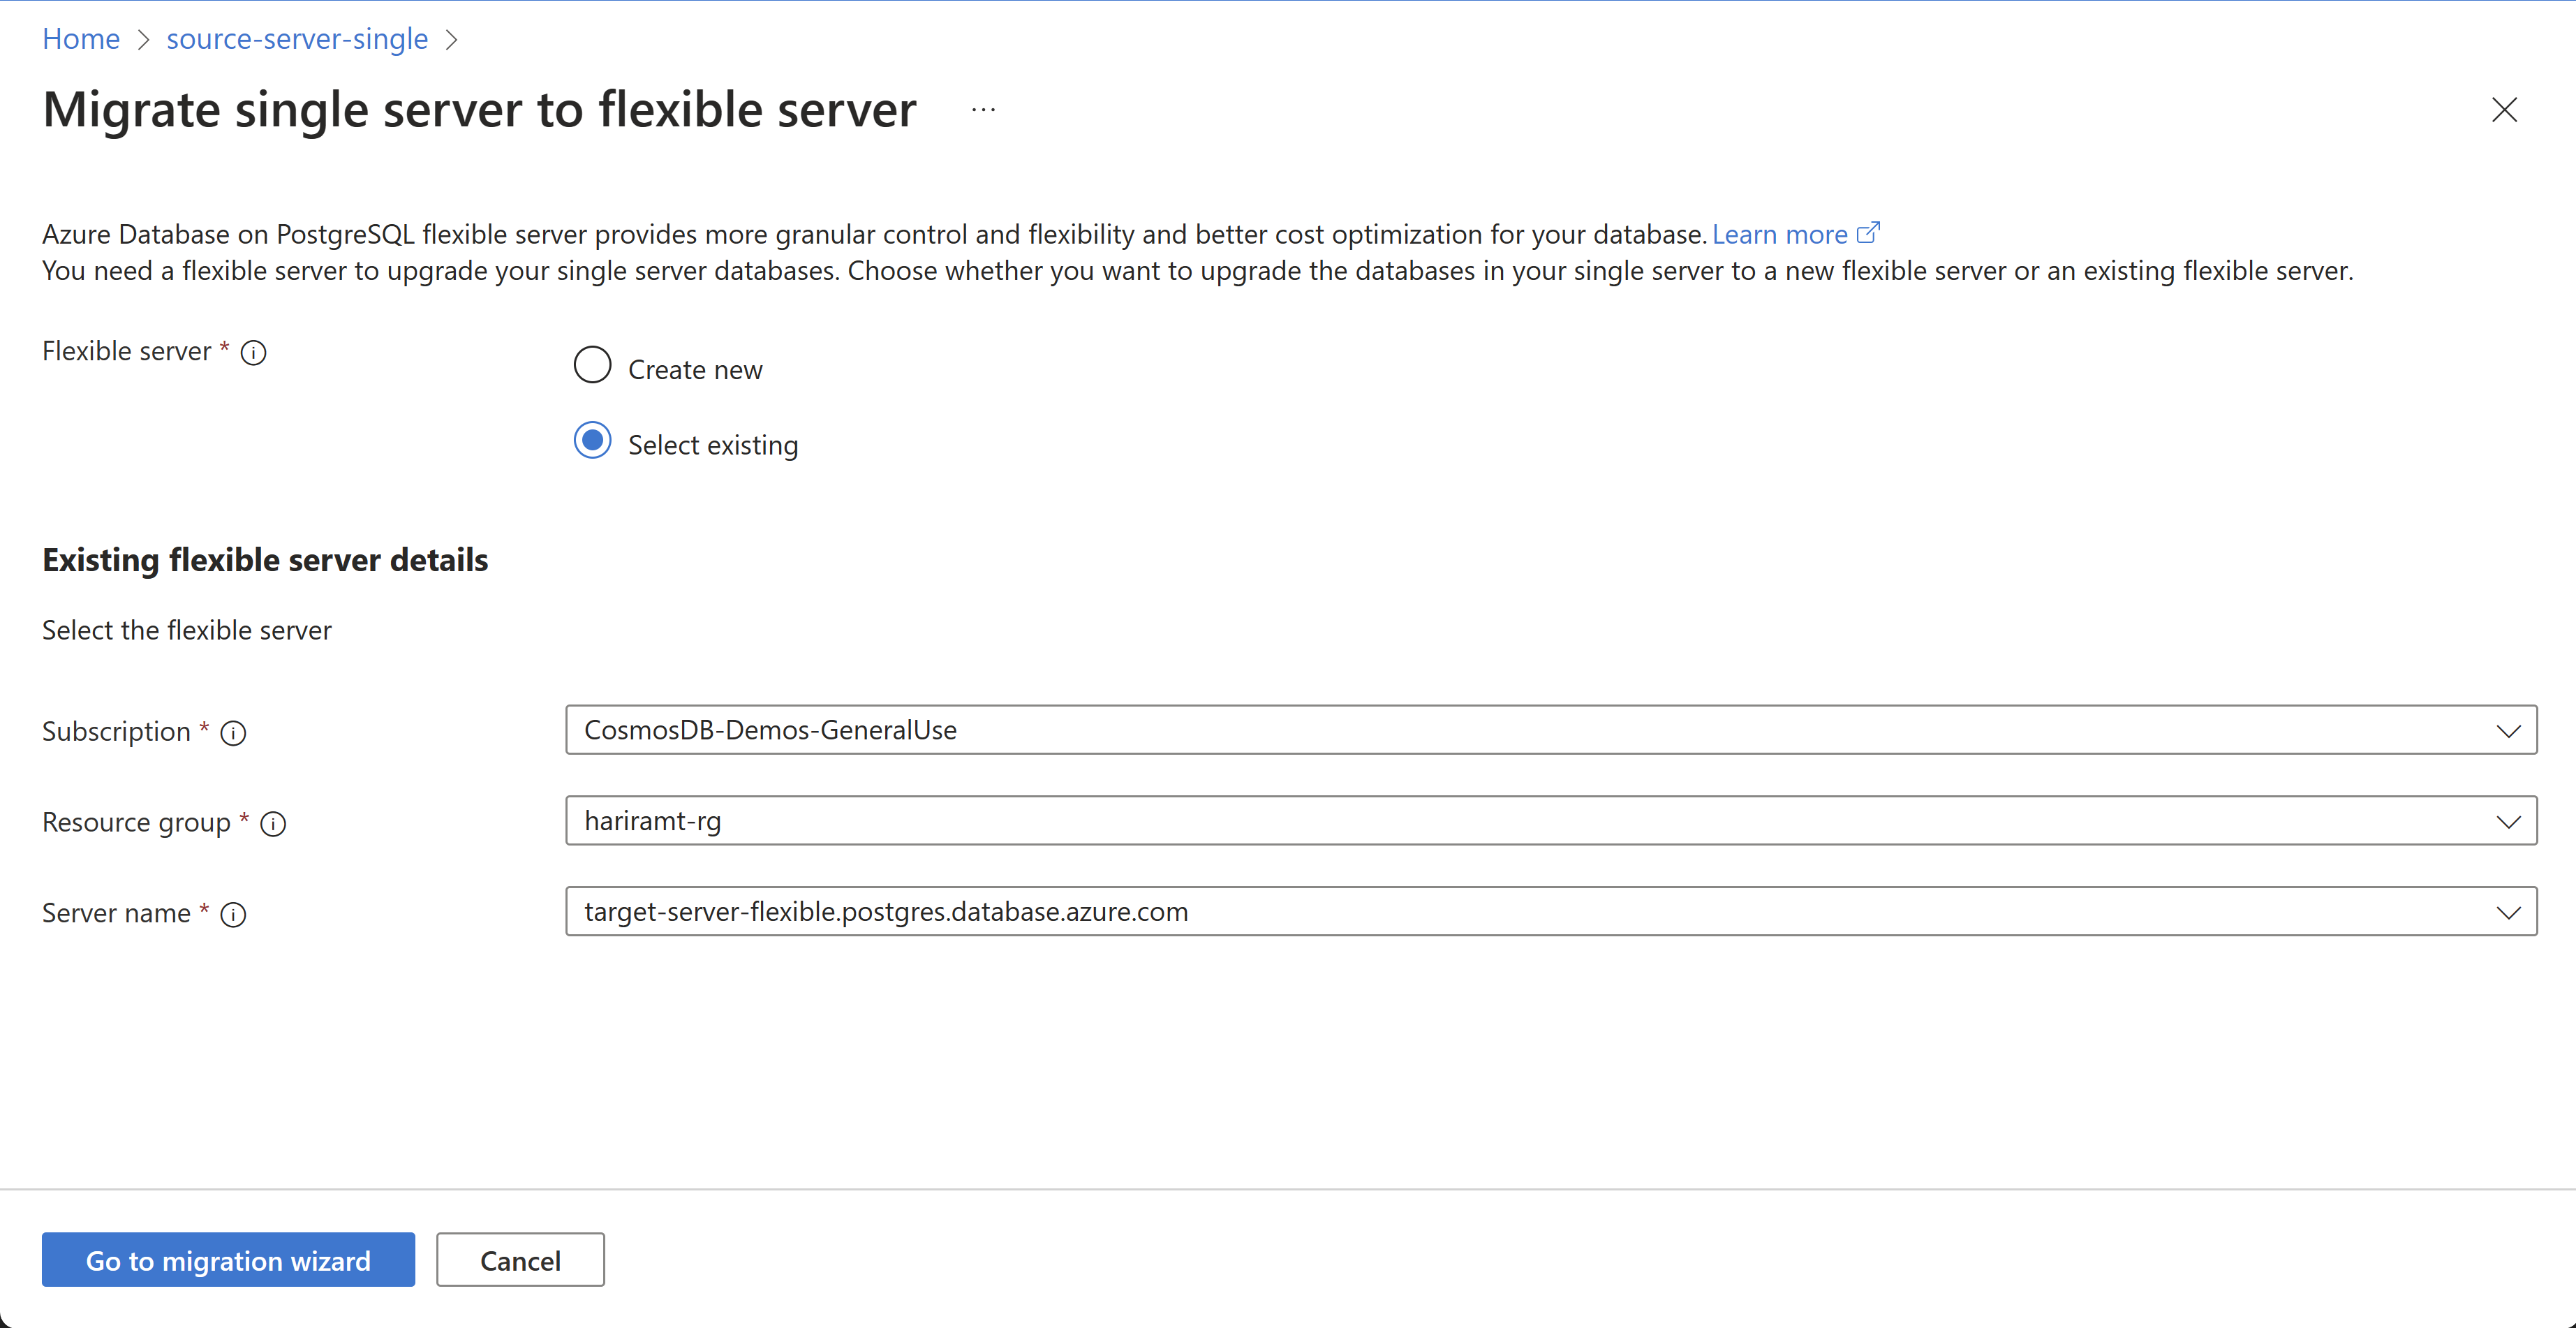 Home > source-server-single >
Migrate single server to flexible server ...
Azure Database on PostgreSQL flexible server provides more granular control and flexibility and better cost optimization for your database. Learn more
You need a flexible server to upgrade your single server databases. Choose whether you want to upgrade the databases in your single server to a new flexible server or an existing flexible server.
Flexible server *
Create new
Select existing
Existing flexible server details
Select the flexible server
Subscription * CosmosDB-Demos-GeneralUse
Resource group * hariramt-rg
Server name * target-server-flexible.postgres.database.azure.com
Go to migration wizard Cancel